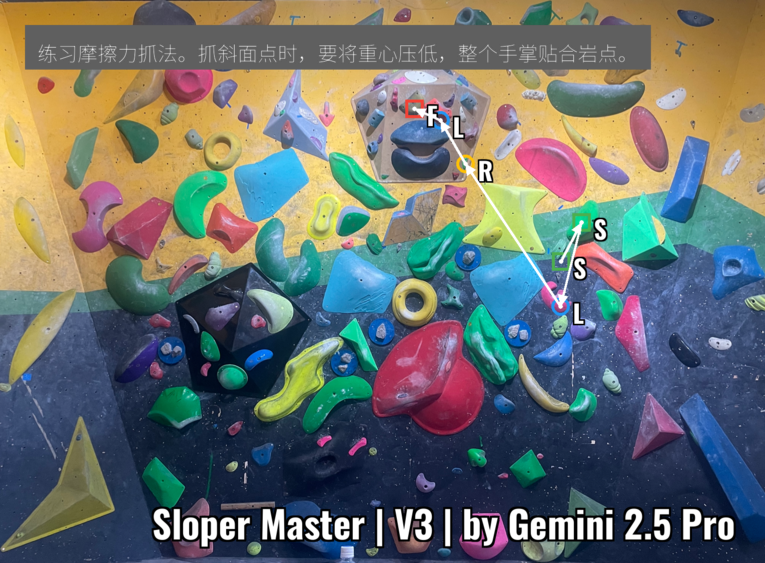 练习摩擦力抓法。抓斜面点时，要将重心压低，整个手掌贴合岩点。
F
L
R
S
S
L
Sloper Master | V3 | by Gemini 2.5 Pro